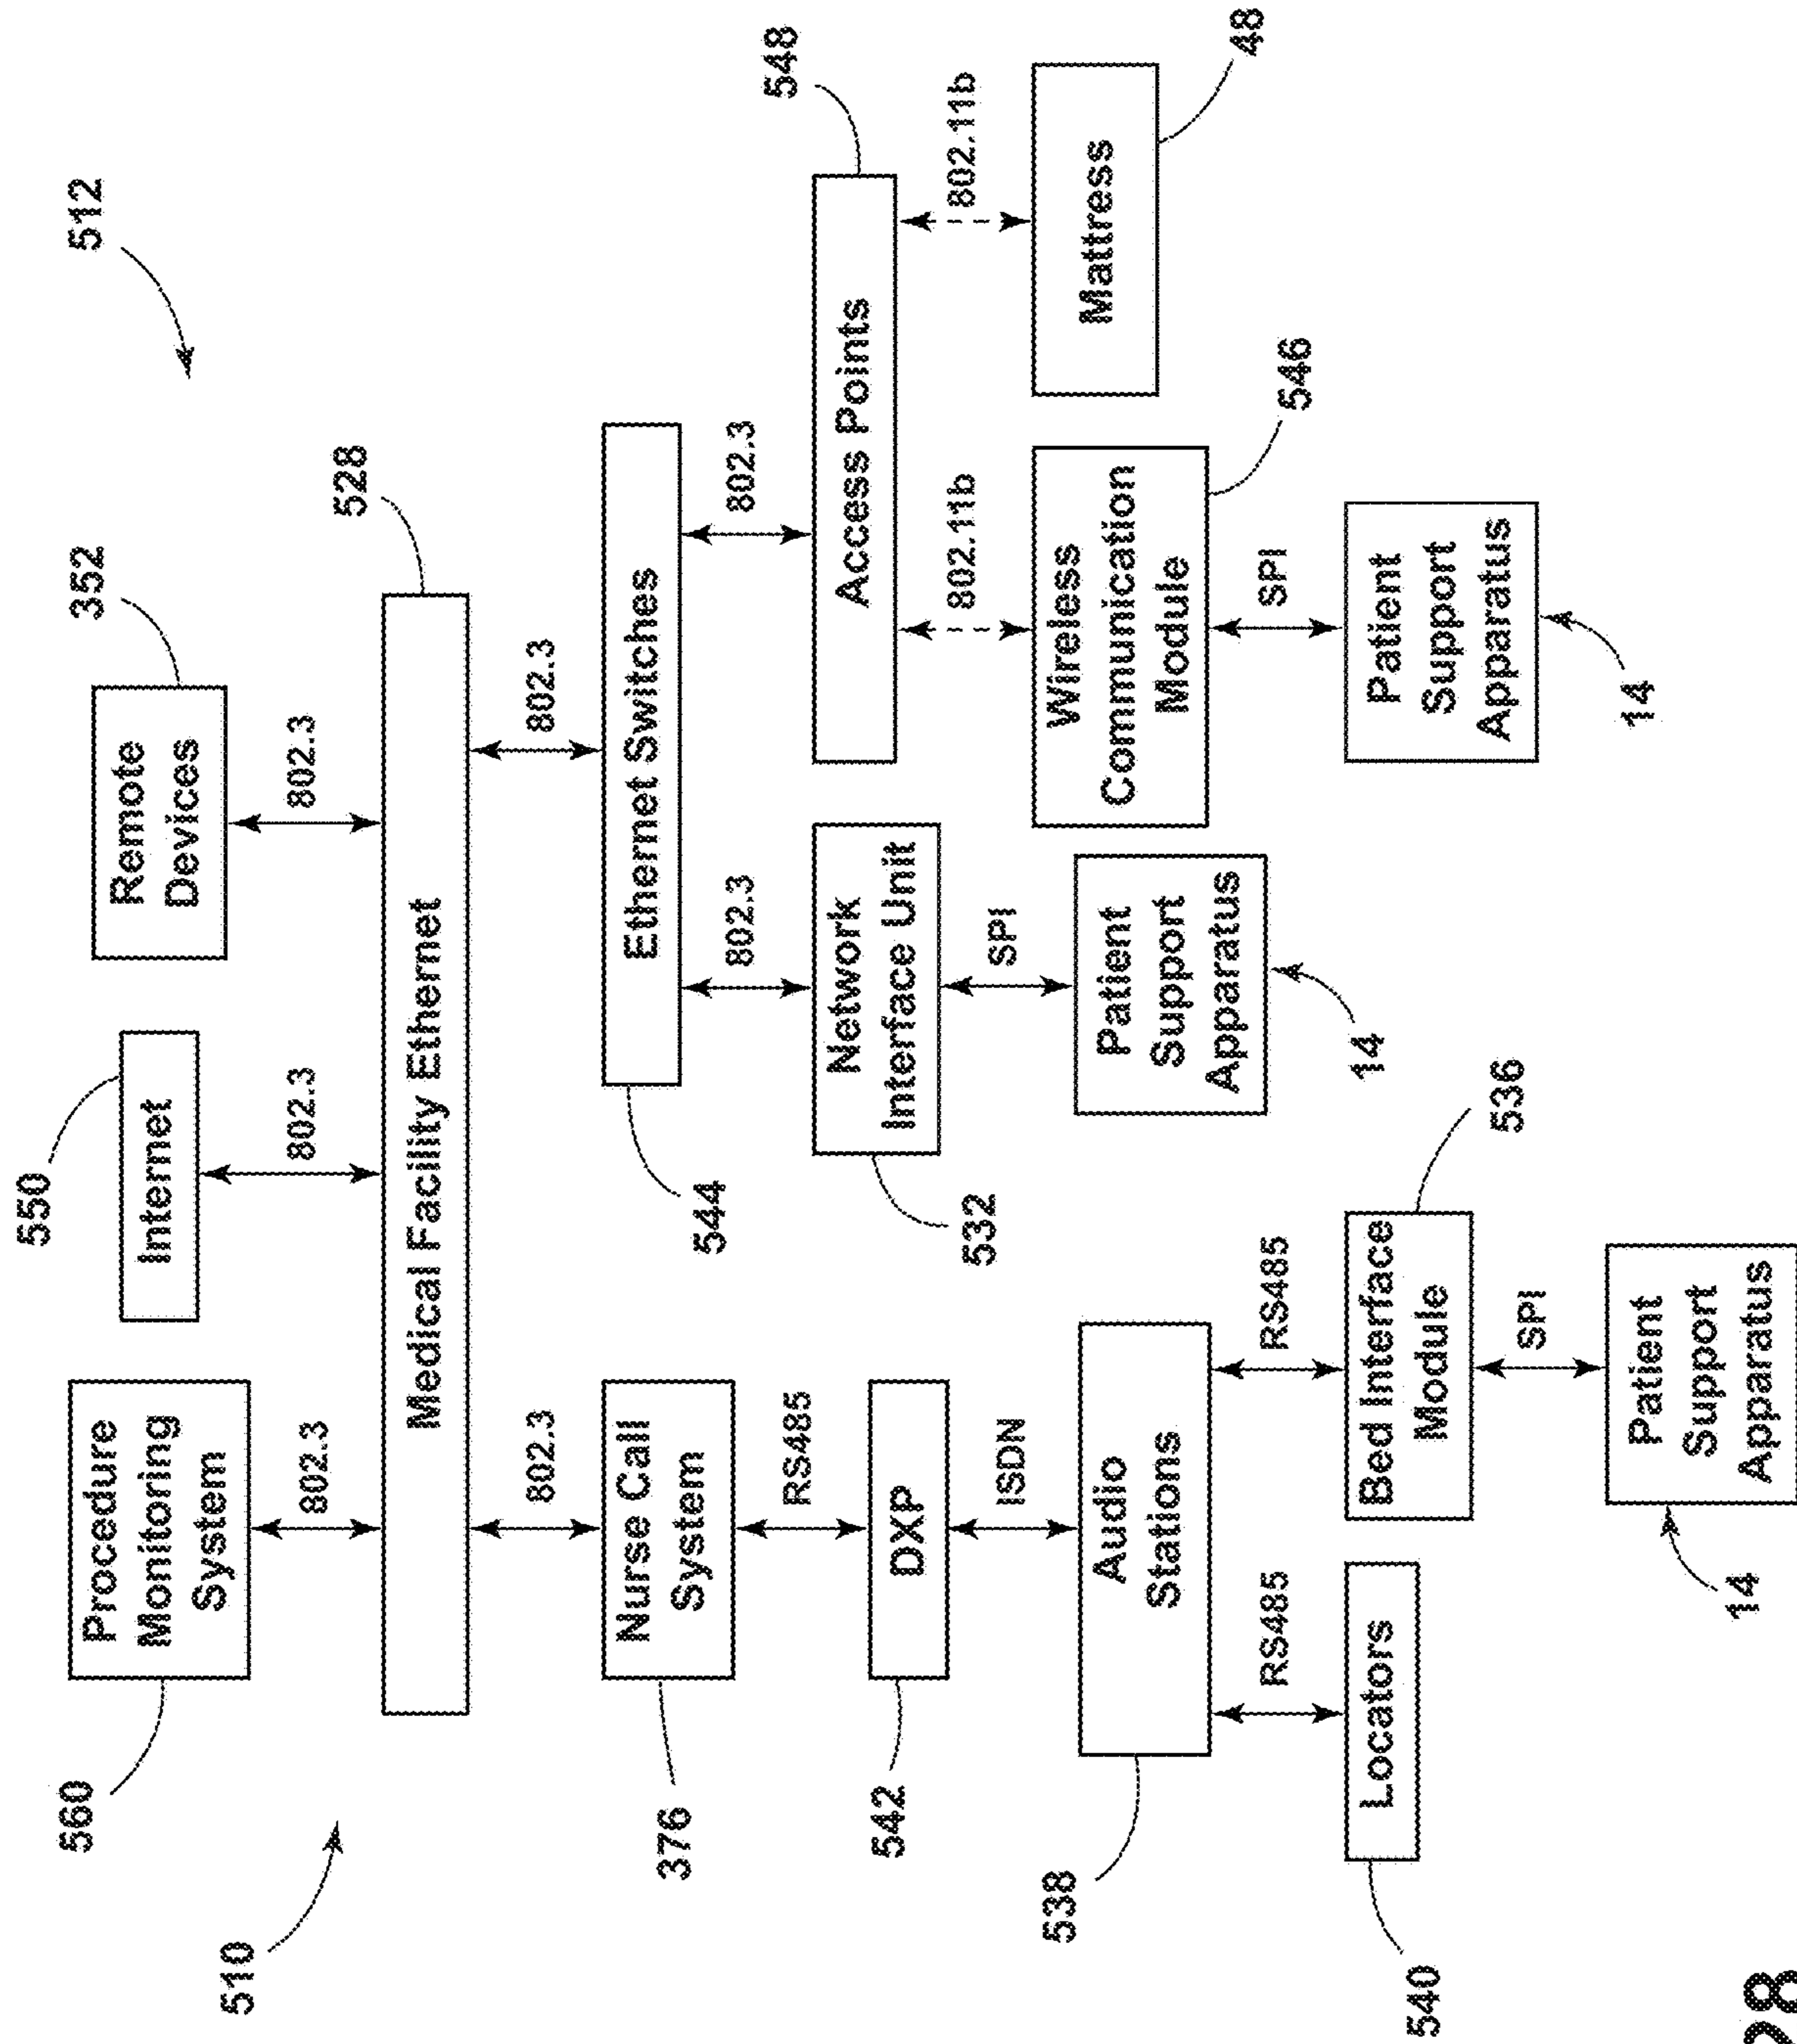 550
560
512
352
Procedure
Monitoring
System
Internet
Remote
Devices
510
802.3
802.3
802.3
528
Medical Facility Ethernet
802.3
802.3
376
Nurse Call
System
544
Ethernet Switches
RS485
802.3
802.3
548
542
DXP
532
Network
Interface Unit
Access Points
ISDN
SPI
802.11b
802.11b
538
Audio
Stations
Patient
Support
Apparatus
14
Wireless
Communication
Module
546
Mattress
48
RS485
RS485
SPI
540
Locators
Bed Interface
Module
536
Patient
Support
Apparatus
14
SPI
14
Patient
Support
Apparatus
28